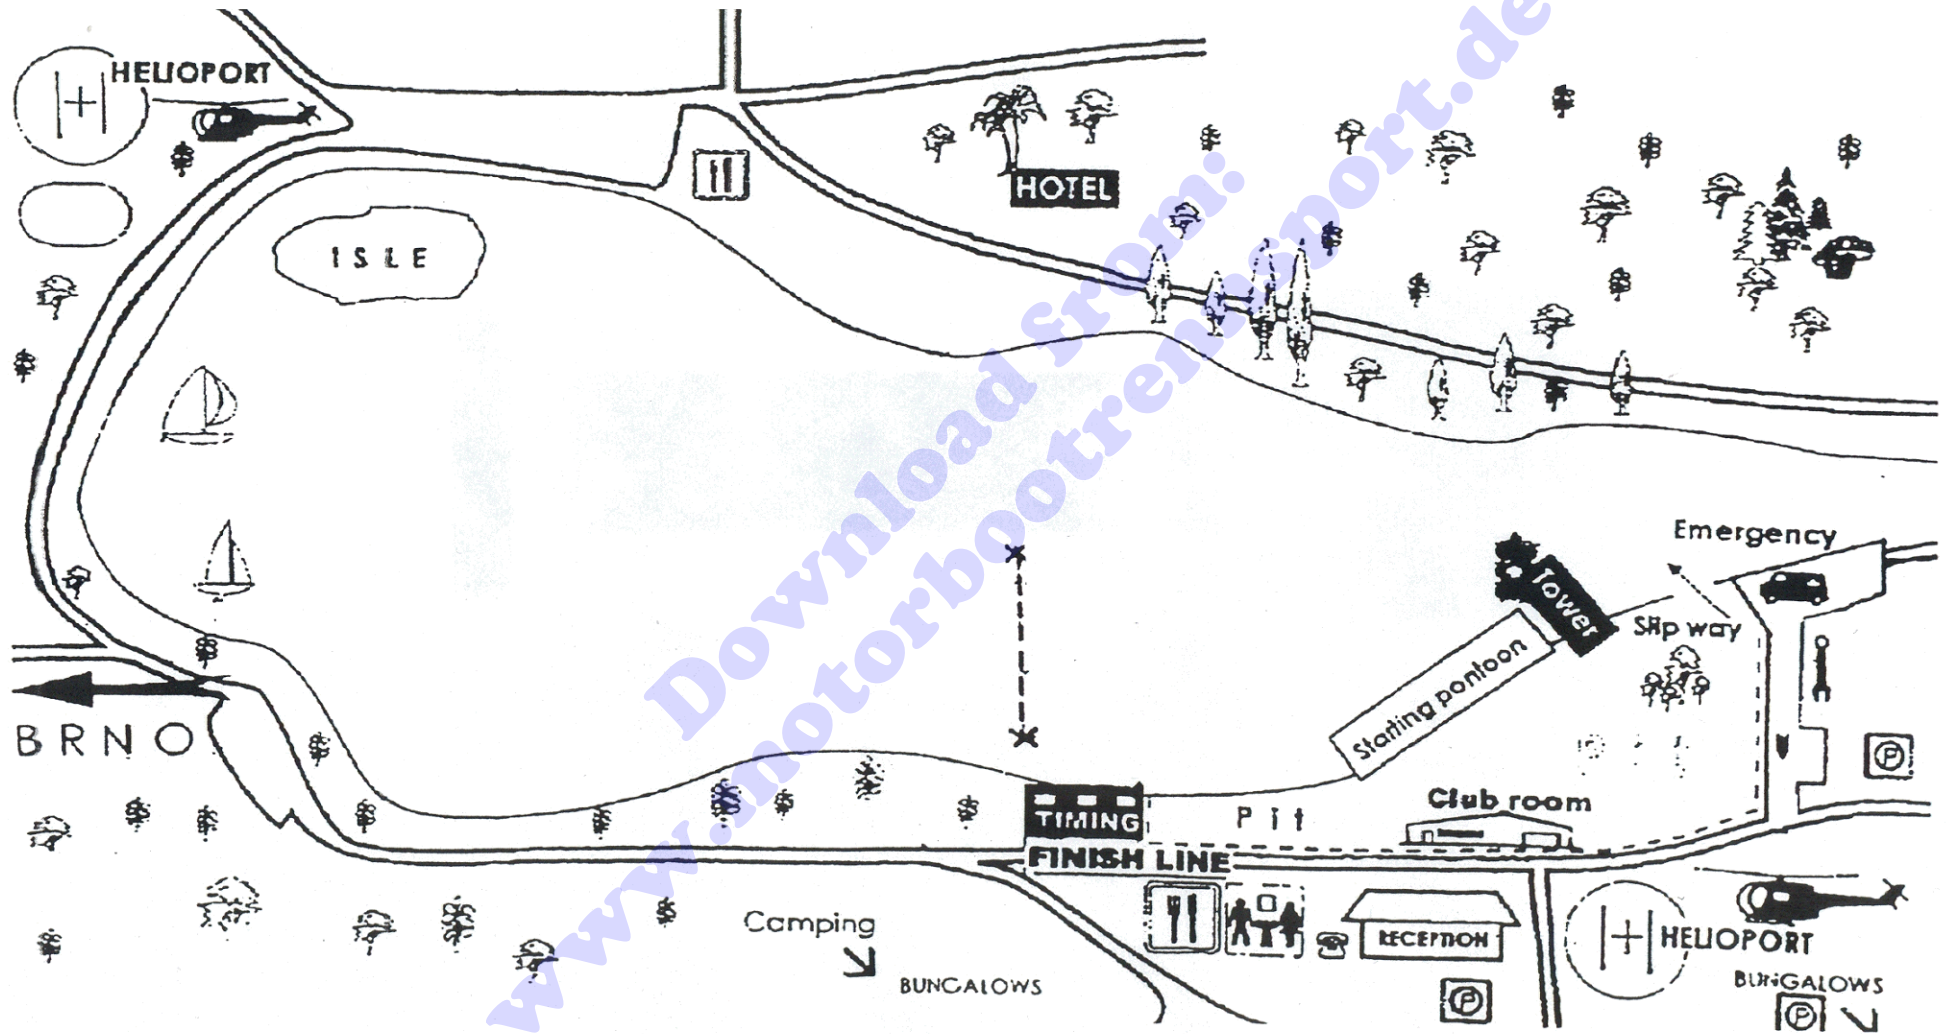 HELIOPORT
ISLE
HOTEL
Download from:
www.motorbootrennsport.de
Emergency
Tower
Slip way
Starting pontoon
BRNO
Club room
Pit
TIMING
FINISH LINE
Camping
BUNGALOWS
RECEPTION
HELIOPORT
BUNGALOWS
P
P
P
H
H